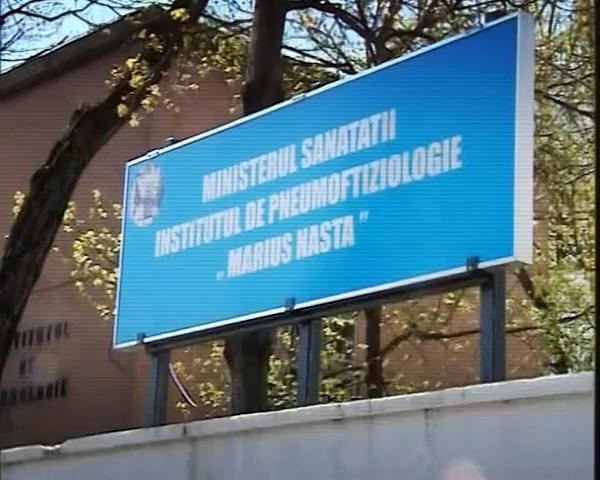 MINISTERUL SANATATII
INSTITUTUL DE PNEUMOFTIZIOLOGIE
„ MARIUS NASTA ”